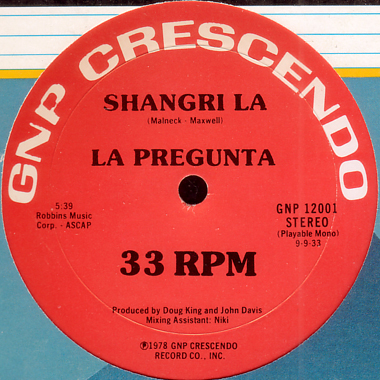 GNP CRESCENDO
SHANGRI LA
(Malneck - Maxwell)
LA PREGUNTA
5:39
Robbins Music
Corp. - ASCAP
GNP 12001
STEREO
(Playable Mono)
9-9-33
33 RPM
Produced by Doug King and John Davis
Mixing Assistant: Niki
℗1978 GNP CRESCENDO
RECORD CO., INC.